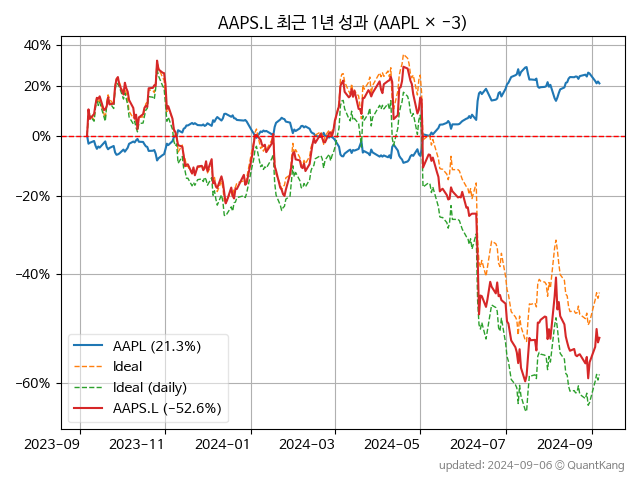 AAPS.L 최근 1년 성과 (AAPL × −3)
40%
20%
0%
−20%
−40%
−60%
AAPL (21.3%)
Ideal
Ideal (daily)
AAPS.L (−52.6%)
2023-09
2023-11
2024-01
2024-03
2024-05
2024-07
2024-09
updated: 2024-09-06 © QuantKang